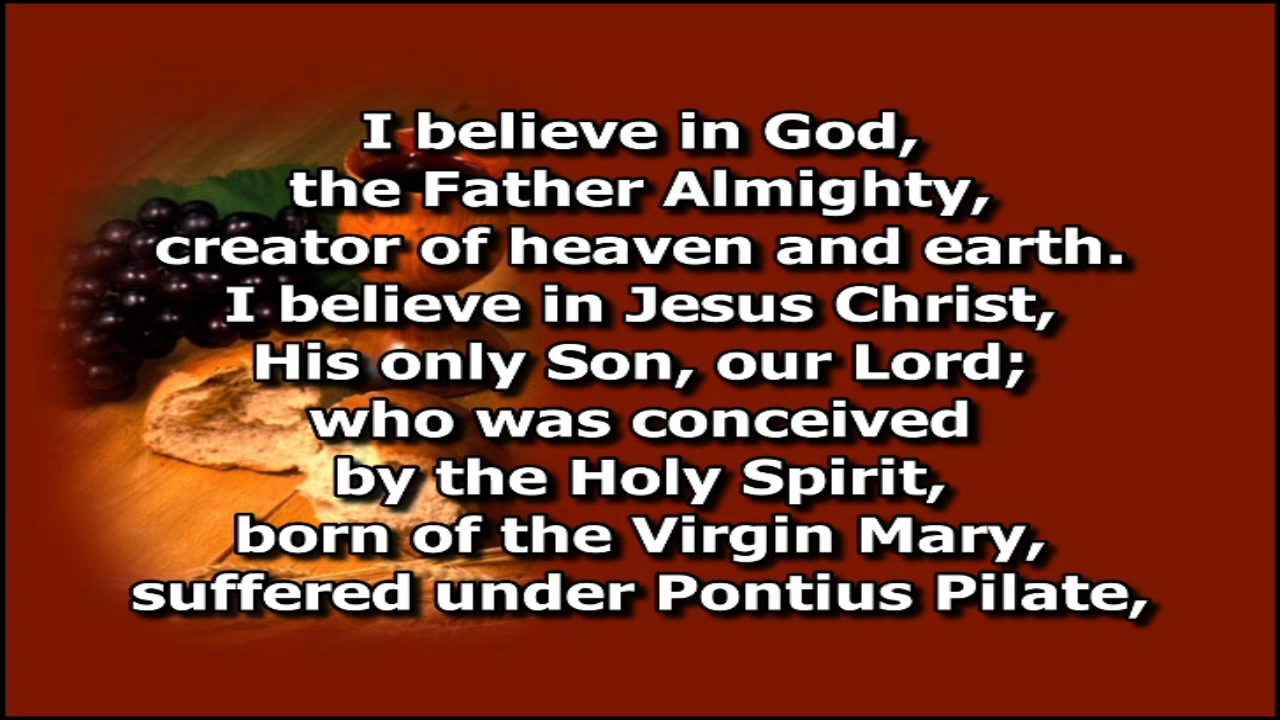 I believe in God,
the Father Almighty,
creator of heaven and earth.
I believe in Jesus Christ,
His only Son, our Lord;
who was conceived
by the Holy Spirit,
born of the Virgin Mary,
suffered under Pontius Pilate,